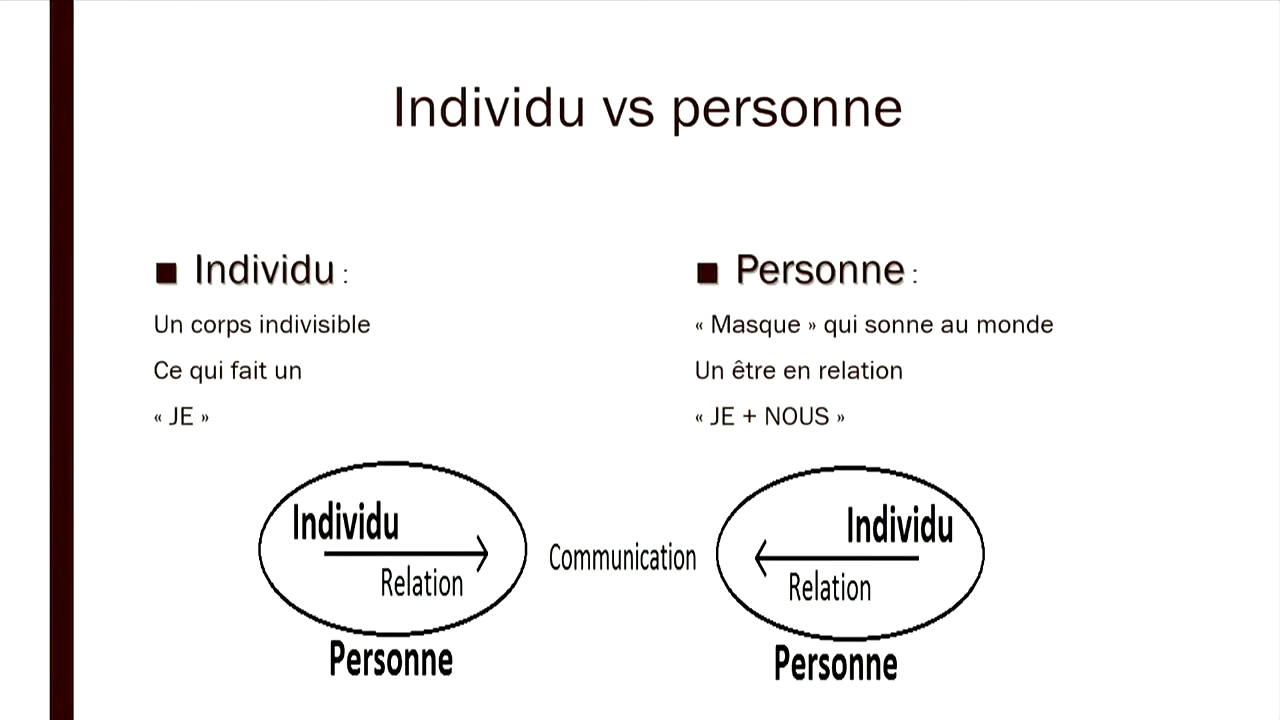 Individu vs personne
■ Individu :
Un corps indivisible
Ce qui fait un
« JE »
■ Personne :
« Masque » qui sonne au monde
Un être en relation
« JE + NOUS »
Individu
Relation
Personne
Communication
Individu
Relation
Personne